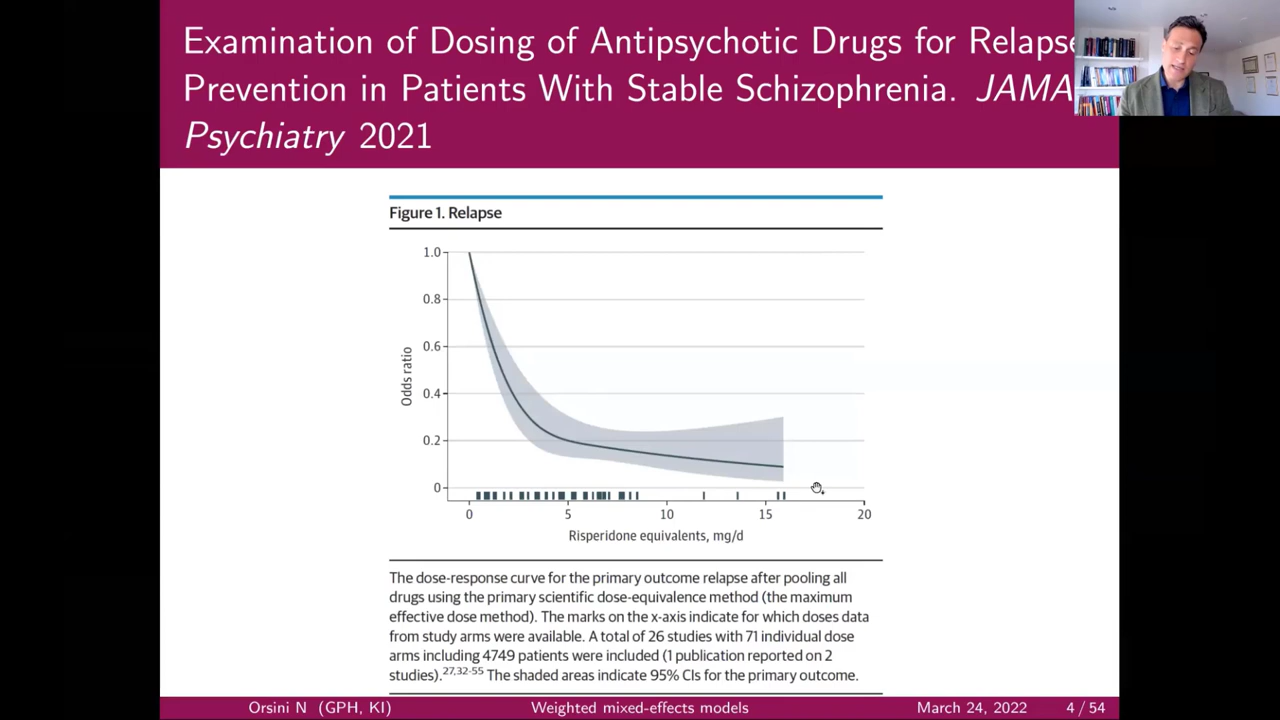 Examination of Dosing of Antipsychotic Drugs for Relapse
Prevention in Patients With Stable Schizophrenia. JAMA
Psychiatry 2021
Figure 1. Relapse
1.0
0.8
0.6
0.4
0.2
0
Odds ratio
0 5 10 15 20
Risperidone equivalents, mg/d
The dose-response curve for the primary outcome relapse after pooling all
drugs using the primary scientific dose-equivalence method (the maximum
effective dose method). The marks on the x-axis indicate for which doses data
from study arms were available. A total of 26 studies with 71 individual dose
arms including 4749 patients were included (1 publication reported on 2
studies).27,32-55 The shaded areas indicate 95% CIs for the primary outcome.
Orsini N (GPH, KI) Weighted mixed-effects models March 24, 2022 4 / 54